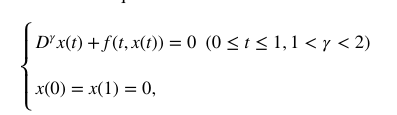 D^γ x(t) + f(t, x(t)) = 0 (0 ≤ t ≤ 1, 1 < γ < 2)
x(0) = x(1) = 0,